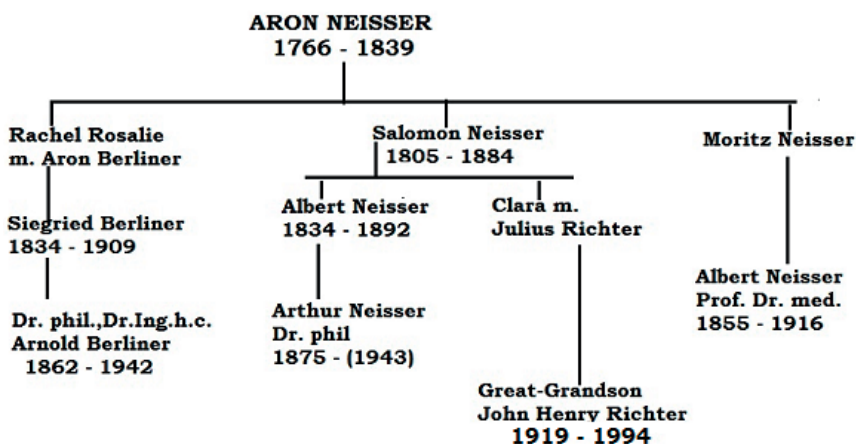 ARON NEISSER
1766 - 1839
Rachel Rosalie
m. Aron Berliner
Salomon Neisser
1805 - 1884
Moritz Neisser
Siegried Berliner
1834 - 1909
Albert Neisser
1834 - 1892
Clara m.
Julius Richter
Albert Neisser
Prof. Dr. med.
1855 - 1916
Dr. phil.,Dr.Ing.h.c.
Arnold Berliner
1862 - 1942
Arthur Neisser
Dr. phil
1875 - (1943)
Great-Grandson
John Henry Richter
1919 - 1994